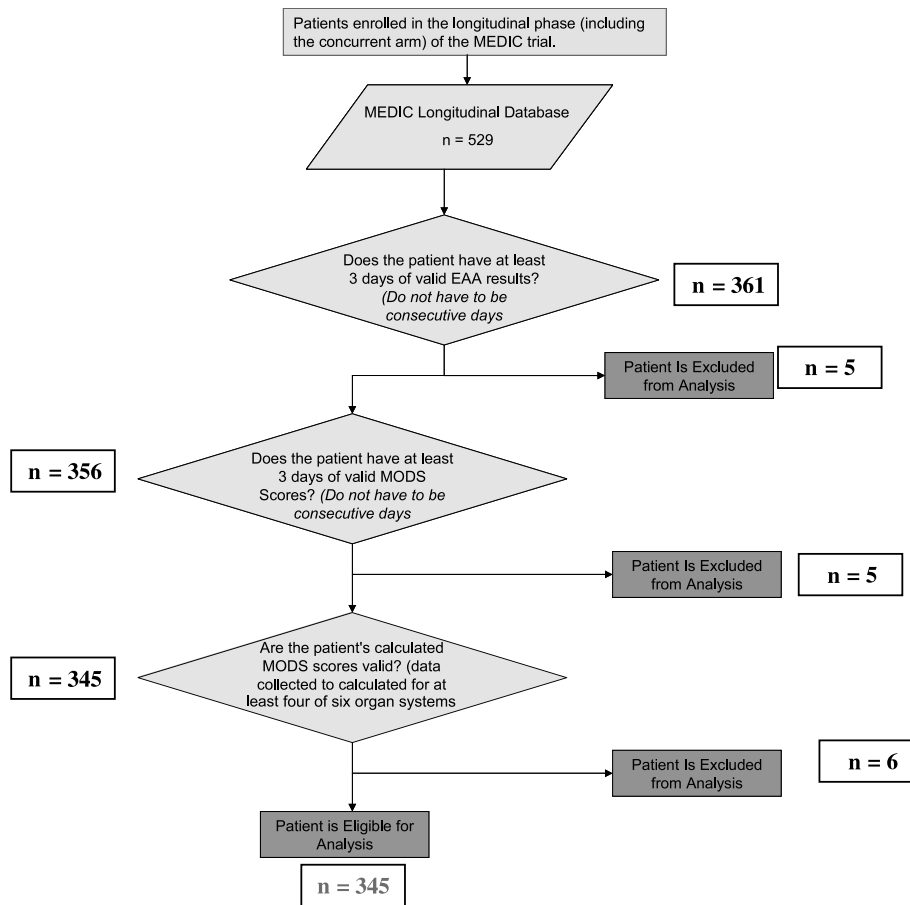 Patients enrolled in the longitudinal phase (including
the concurrent arm) of the MEDIC trial.
MEDIC Longitudinal Database
n = 529
Does the patient have at least
3 days of valid EAA results?
(Do not have to be
consecutive days
n = 361
Patient Is Excluded
from Analysis
n = 5
n = 356
Does the patient have at least
3 days of valid MODS
Scores? (Do not have to be
consecutive days
Patient Is Excluded
from Analysis
n = 5
n = 345
Are the patient's calculated
MODS scores valid? (data
collected to calculated for at
least four of six organ systems
Patient Is Excluded
from Analysis
n = 6
Patient is Eligible for
Analysis
n = 345